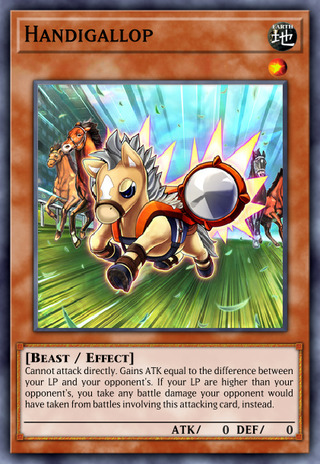 HANDIGALLOP
EARTH
地
[BEAST / EFFECT]
Cannot attack directly. Gains ATK equal to the difference between
your LP and your opponent's. If your LP are higher than your
opponent's, you take any battle damage your opponent would
have taken from battles involving this attacking card, instead.
ATK/ 0 DEF/ 0